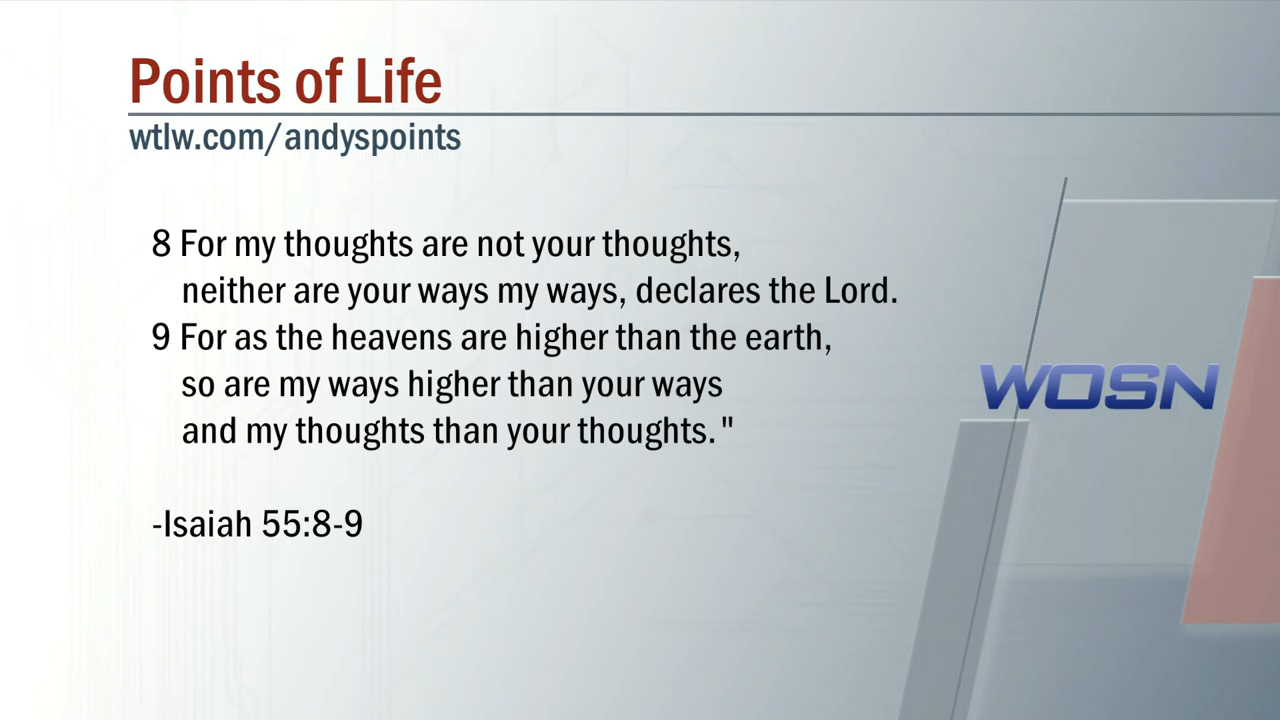 Points of Life
wtlw.com/andyspoints
8 For my thoughts are not your thoughts,
neither are your ways my ways, declares the Lord.
9 For as the heavens are higher than the earth,
so are my ways higher than your ways
and my thoughts than your thoughts. "
-Isaiah 55:8-9
WOSN